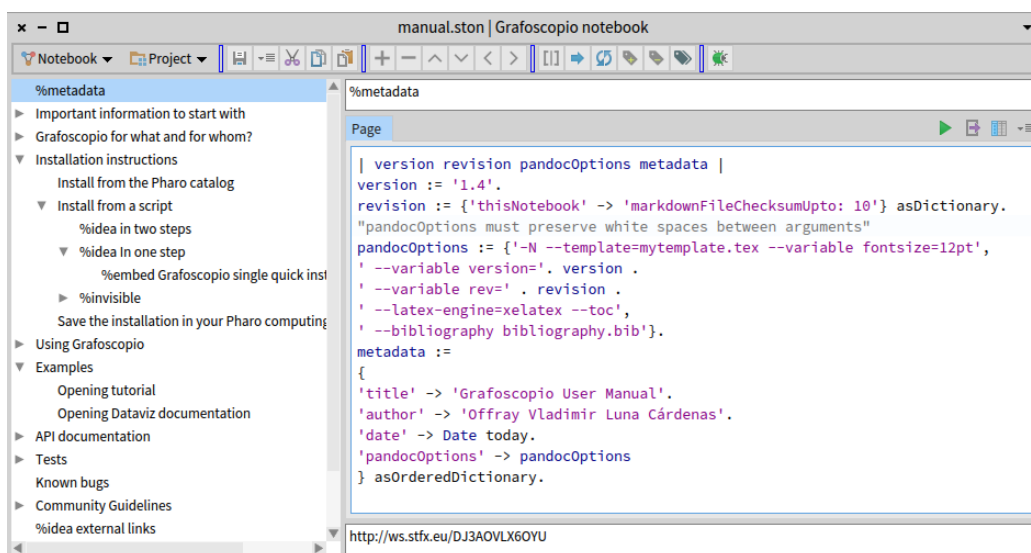 manual.ston | Grafoscopio notebook
Notebook Project
%metadata
Important information to start with
Grafoscopio for what and for whom?
Installation instructions
Install from the Pharo catalog
Install from a script
%idea in two steps
%idea In one step
%embed Grafoscopio single quick inst
%invisible
Save the installation in your Pharo computing
Using Grafoscopio
Examples
Opening tutorial
Opening Dataviz documentation
API documentation
Tests
Known bugs
Community Guidelines
%idea external links
%metadata
Page
| version revision pandocOptions metadata |
version := '1.4'.
revision := {'thisNotebook' -> 'markdownFileChecksumUpto: 10'} asDictionary.
"pandocOptions must preserve white spaces between arguments"
pandocOptions := {'-N --template=mytemplate.tex --variable fontsize=12pt',
' --variable version='. version .
' --variable rev=' . revision .
' --latex-engine=xelatex --toc',
' --bibliography bibliography.bib'}.
metadata :=
{
'title' -> 'Grafoscopio User Manual'.
'author' -> 'Offray Vladimir Luna Cárdenas'.
'date' -> Date today.
'pandocOptions' -> pandocOptions
} asOrderedDictionary.
http://ws.stfx.eu/DJ3AOVLX6OYU